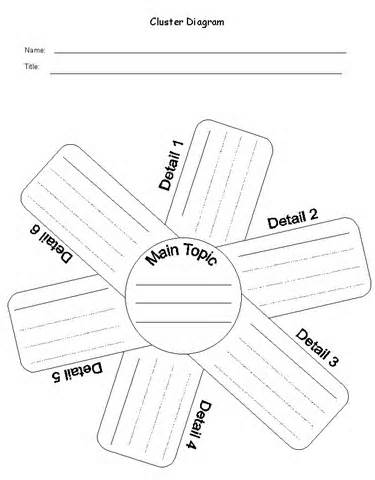 Cluster Diagram
Name:
Title:
Detail 1
Detail 2
Main Topic
Detail 6
Detail 3
Detail 5
Detail 4